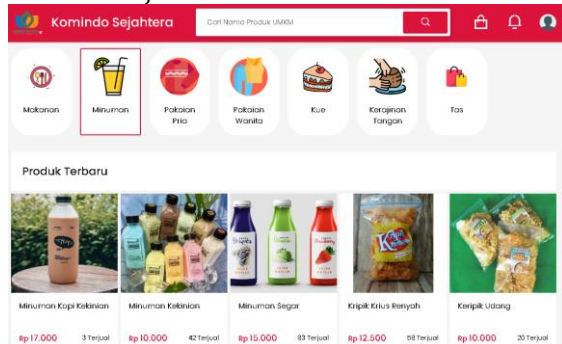 Komindo Sejahtera
Cari Nama Produk UMKM
Makanan
Minuman
Pakaian
Pria
Pakaian
Wanita
Kue
Kerajinan
Tangan
Tas
Produk Terbaru
Minuman Kopi Kekinian
Minuman Kekinian
Minuman Segar
Kripik Krius Renyah
Keripik Udang
Rp 17.000
3 Terjual
Rp 10.000
42 Terjual
Rp 15.000
83 Terjual
Rp 12.500
58 Terjual
Rp 10.000
20 Terjual